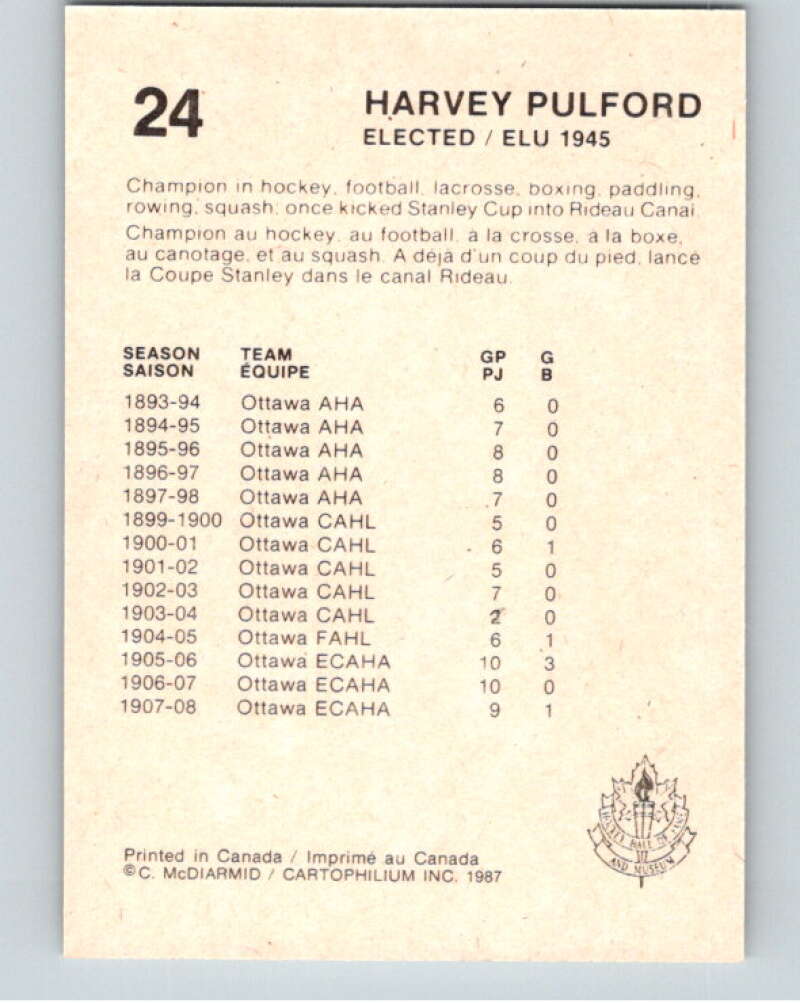 24
HARVEY PULFORD
ELECTED / ELU 1945
Champion in hockey, football, lacrosse, boxing, paddling,
rowing, squash; once kicked Stanley Cup into Rideau Canal
Champion au hockey, au football, à la crosse, à la boxe,
au canotage, et au squash. A déjà d'un coup du pied, lancé
la Coupe Stanley dans le canal Rideau.
SEASON TEAM GP G
SAISON ÉQUIPE PJ B
1893-94 Ottawa AHA 6 0
1894-95 Ottawa AHA 7 0
1895-96 Ottawa AHA 8 0
1896-97 Ottawa AHA 8 0
1897-98 Ottawa AHA 7 0
1899-1900 Ottawa CAHL 5 0
1900-01 Ottawa CAHL 6 1
1901-02 Ottawa CAHL 5 0
1902-03 Ottawa CAHL 7 0
1903-04 Ottawa CAHL 2 0
1904-05 Ottawa FAHL 6 1
1905-06 Ottawa ECAHA 10 3
1906-07 Ottawa ECAHA 10 0
1907-08 Ottawa ECAHA 9 1
HOCKEY HALL OF FAME
AND MUSEUM
Printed in Canada / Imprimé au Canada
©C. McDIARMID / CARTOPHILIUM INC. 1987